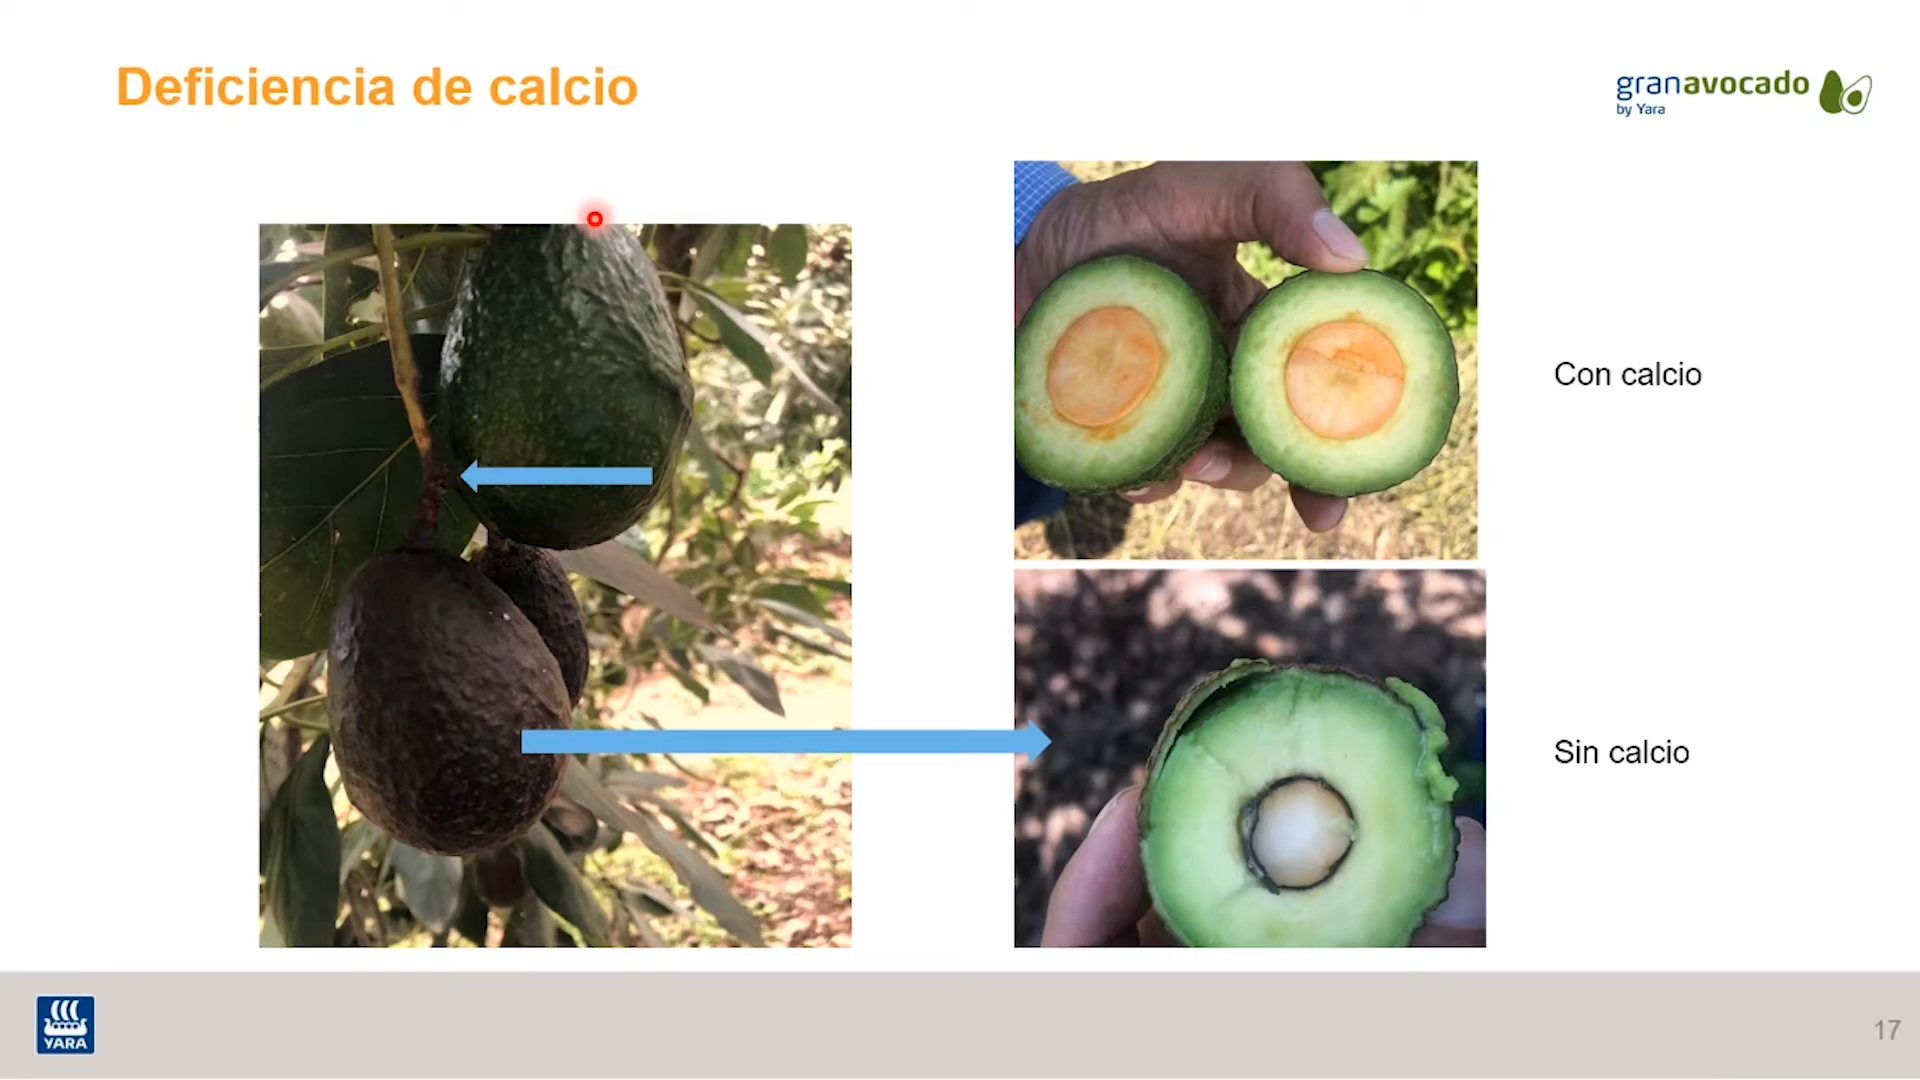 Deficiencia de calcio
granavocado
by Yara
Con calcio
Sin calcio
YARA
17